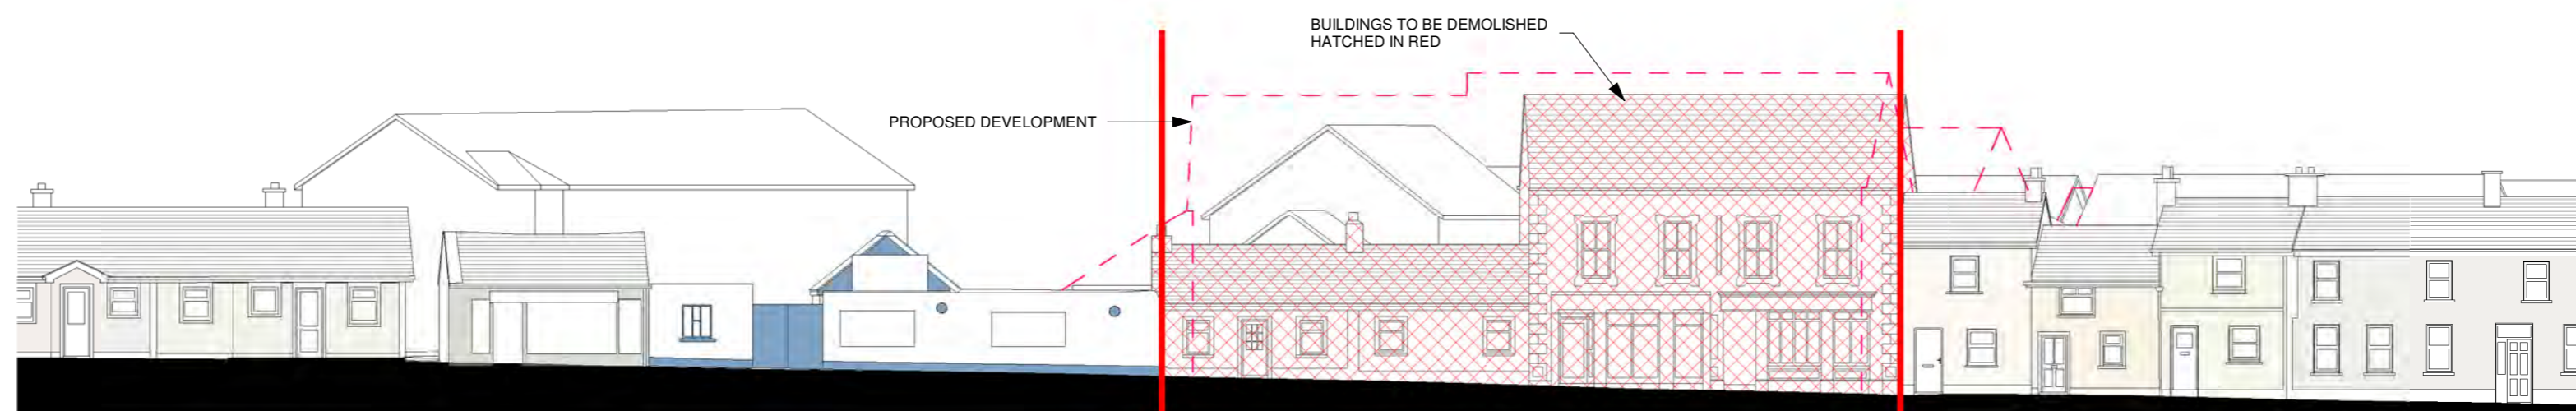 BUILDINGS TO BE DEMOLISHED
HATCHED IN RED
PROPOSED DEVELOPMENT